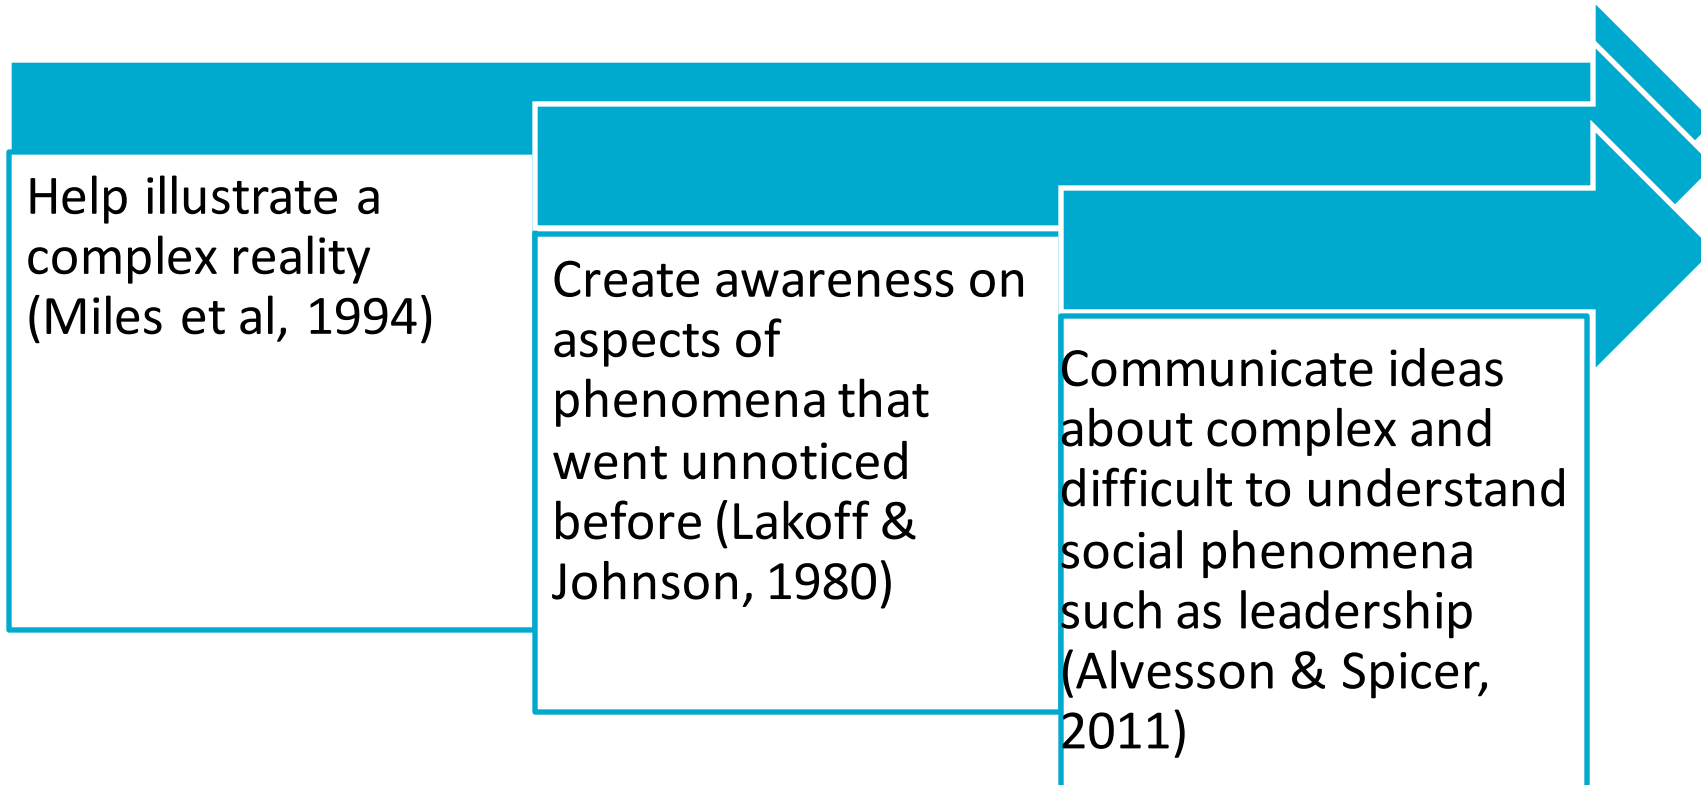 Help illustrate a
complex reality
(Miles et al, 1994)
Create awareness on
aspects of
phenomena that
went unnoticed
before (Lakoff &
Johnson, 1980)
Communicate ideas
about complex and
difficult to understand
social phenomena
such as leadership
(Alvesson & Spicer,
2011)